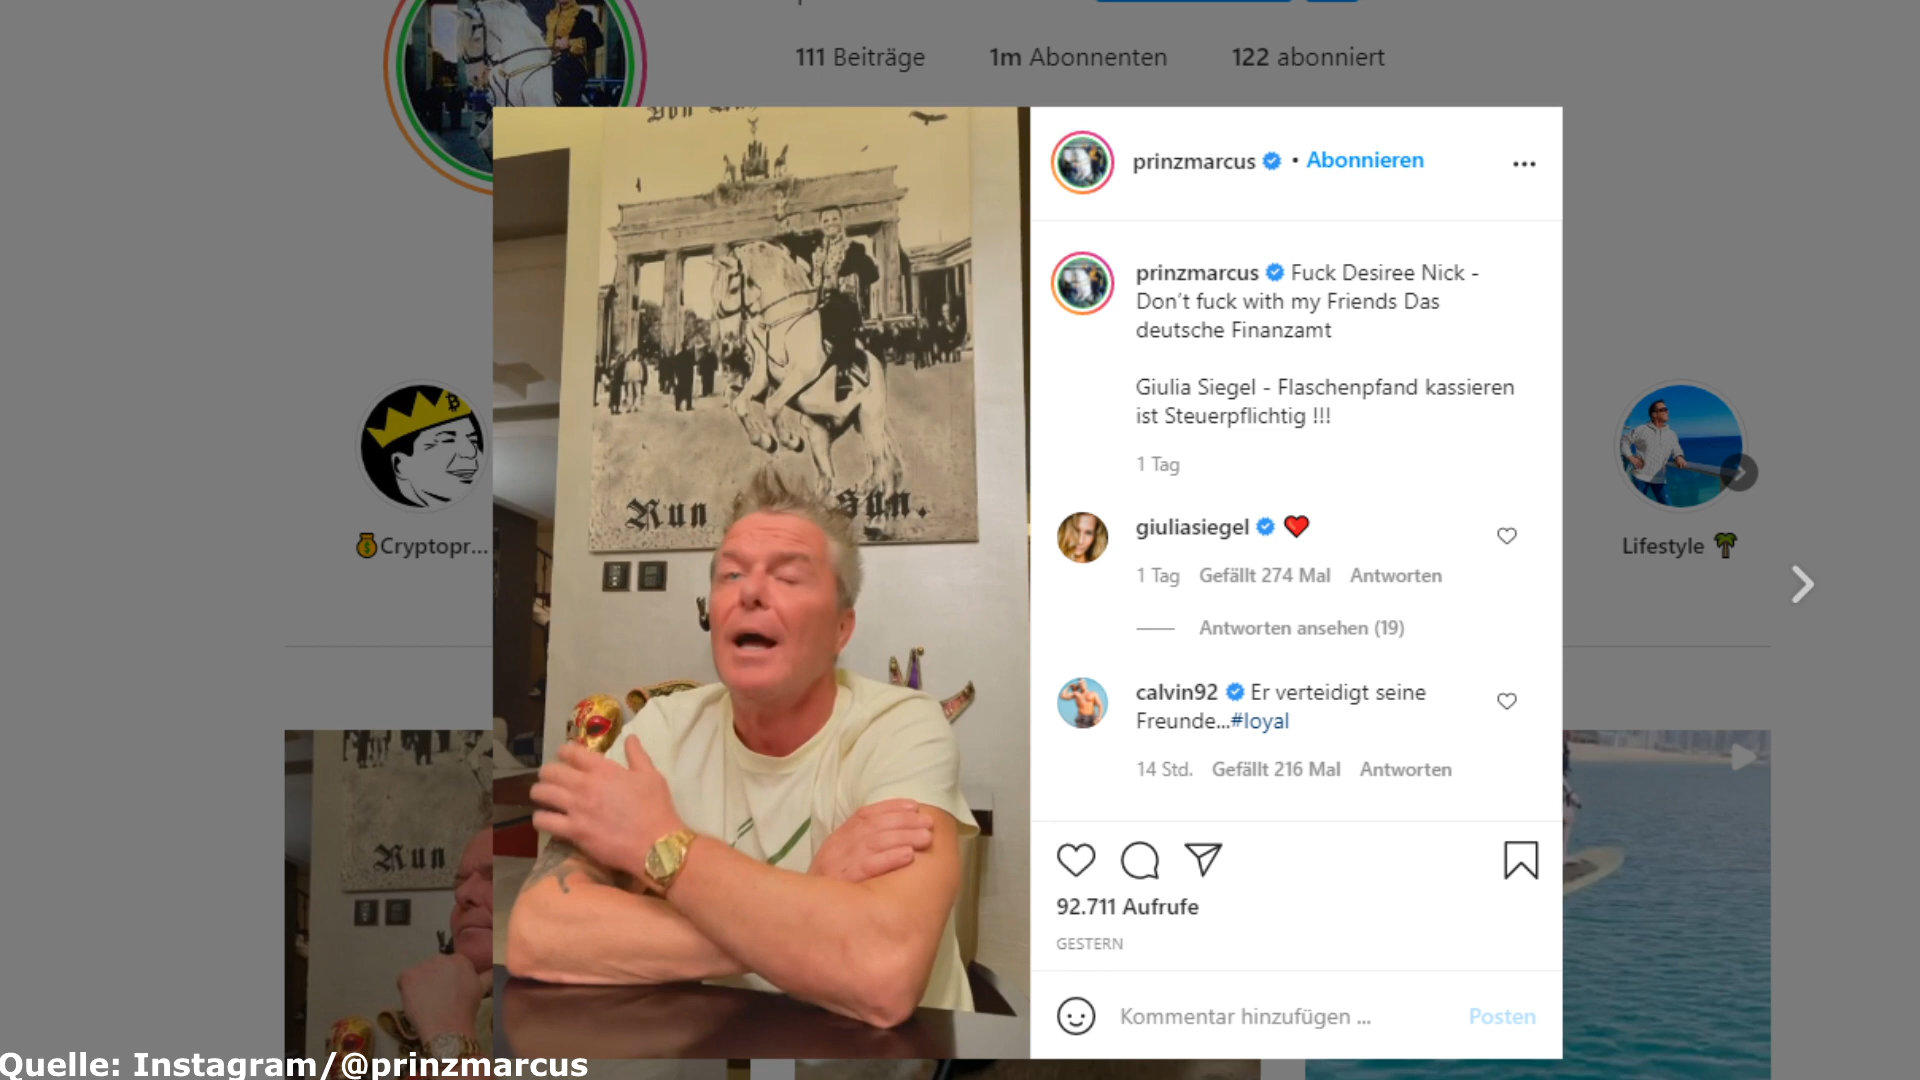 111 Beiträge 1m Abonnenten 122 abonniert
Run
Sun.
Cryptopr...
Lifestyle
Run
prinzmarcus • Abonnieren
prinzmarcus Fuck Desiree Nick -
Don't fuck with my Friends Das
deutsche Finanzamt
Giulia Siegel - Flaschenpfand kassieren
ist Steuerpflichtig !!!
1 Tag
giuliasiegel
1 Tag Gefällt 274 Mal Antworten
Antworten ansehen (19)
calvin92 Er verteidigt seine
Freunde...#loyal
14 Std. Gefällt 216 Mal Antworten
92.711 Aufrufe
GESTERN
Kommentar hinzufügen ... Posten
Quelle: Instagram/@prinzmarcus